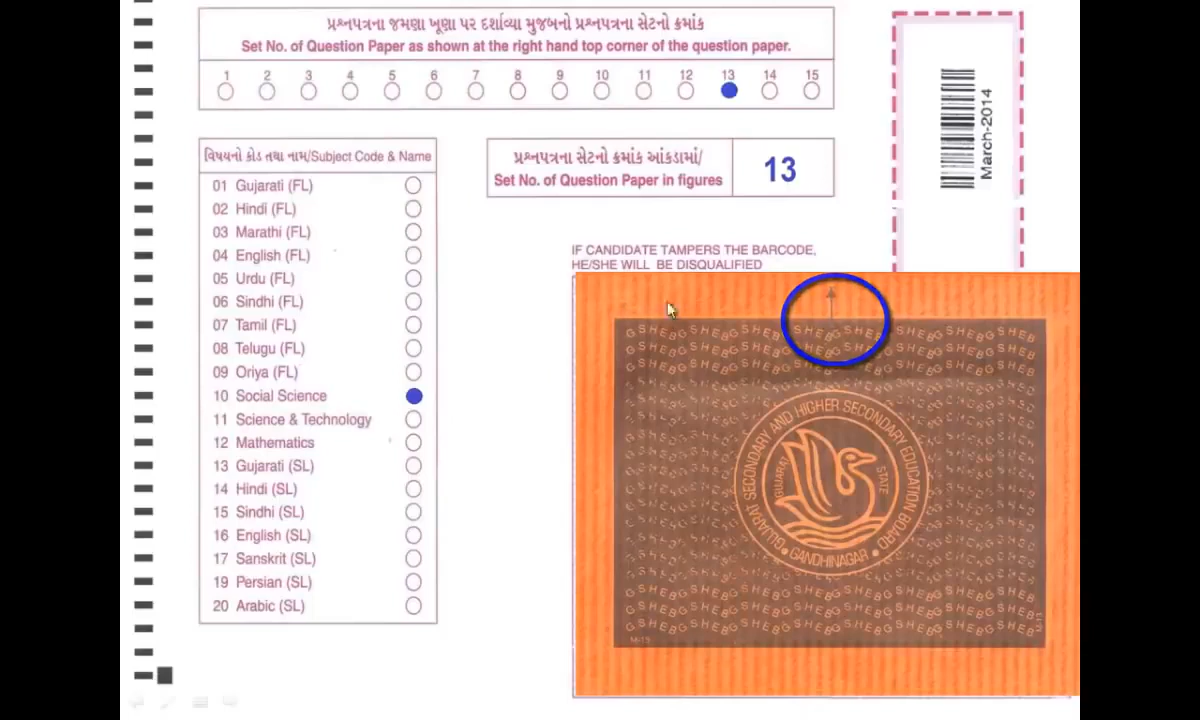 પ્રશ્નપત્રના જમણા ખૂણા પર દર્શાવ્યા મુજબનો પ્રશ્નપત્રના સેટનો ક્રમાંક
Set No. of Question Paper as shown at the right hand top corner of the question paper.
1 2 3 4 5 6 7 8 9 10 11 12 13 14 15
March-2014
વિષયનો કોડ તથા નામ/Subject Code & Name
01 Gujarati (FL)
02 Hindi (FL)
03 Marathi (FL)
04 English (FL)
05 Urdu (FL)
06 Sindhi (FL)
07 Tamil (FL)
08 Telugu (FL)
09 Oriya (FL)
10 Social Science
11 Science & Technology
12 Mathematics
13 Gujarati (SL)
14 Hindi (SL)
15 Sindhi (SL)
16 English (SL)
17 Sanskrit (SL)
19 Persian (SL)
20 Arabic (SL)
પ્રશ્નપત્રના સેટનો ક્રમાંક આંકડામાં/
Set No. of Question Paper in figures
13
IF CANDIDATE TAMPERS THE BARCODE,
HE/SHE WILL BE DISQUALIFIED
GUJARAT SECONDARY AND HIGHER SECONDARY EDUCATION BOARD
GUJARAT STATE
GANDHINAGAR